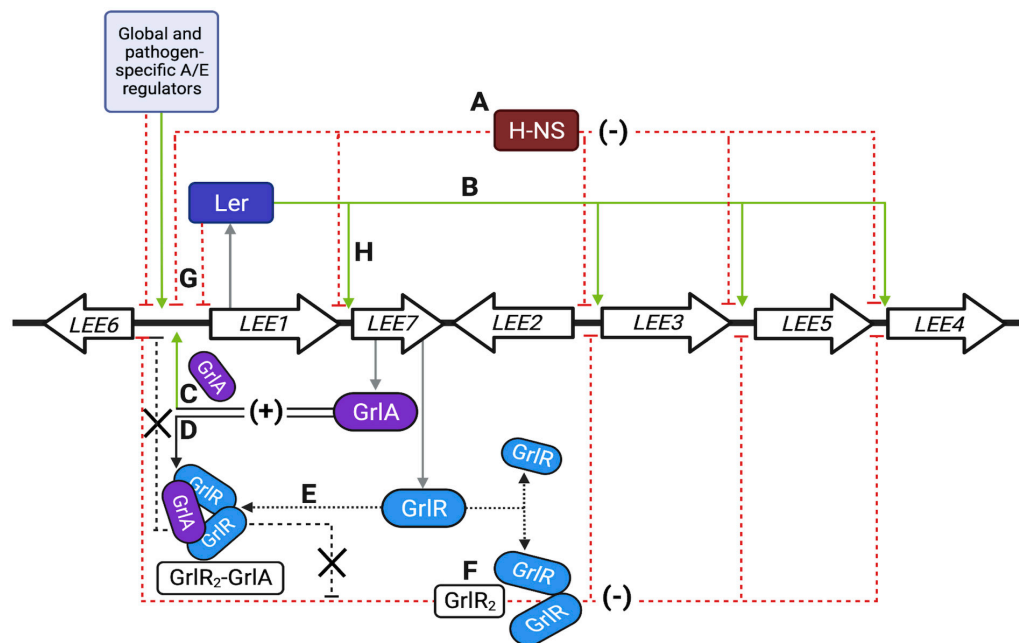 Global and
pathogen-
specific A/E
regulators
A
H-NS
(-)
B
Ler
H
G
LEE6
LEE1
LEE7
LEE2
LEE3
LEE5
LEE4
GrlA
C
(+)
GrlA
D
GrlR
GrlA
GrlR
E
GrlR
GrlR
GrlR₂-GrlA
F
GrlR
GrlR₂
(-)
GrlR